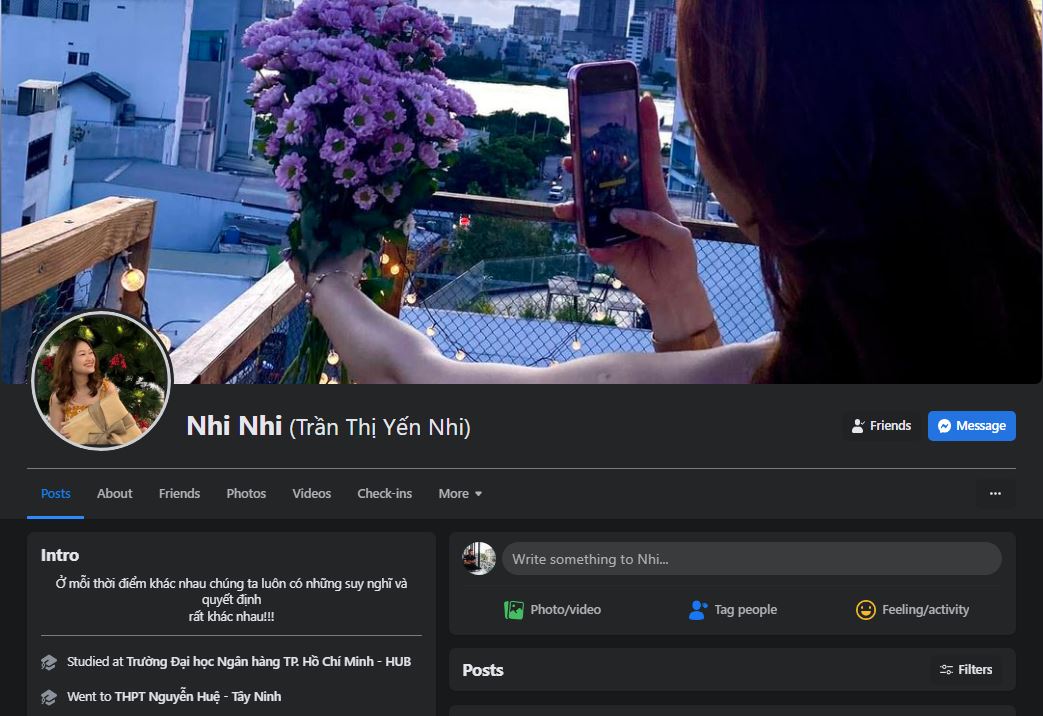 Nhi Nhi (Trần Thị Yến Nhi)
Friends
Message
Posts
About
Friends
Photos
Videos
Check-ins
More
Intro
Ở mỗi thời điểm khác nhau chúng ta luôn có những suy nghĩ và
quyết định
rất khác nhau!!!
Studied at Trường Đại học Ngân hàng TP. Hồ Chí Minh - HUB
Went to THPT Nguyễn Huệ - Tây Ninh
Write something to Nhi...
Photo/video
Tag people
Feeling/activity
Posts
Filters